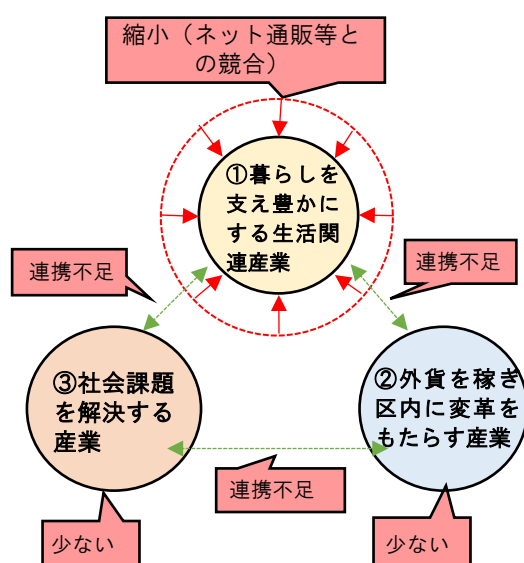 縮小（ネット通販等と
の競合）
①暮らしを
支え豊かに
する生活関
連産業
連携不足
連携不足
③社会課題
を解決する
産業
②外貨を稼ぎ
区内に変革を
もたらす産業
連携不足
少ない
少ない